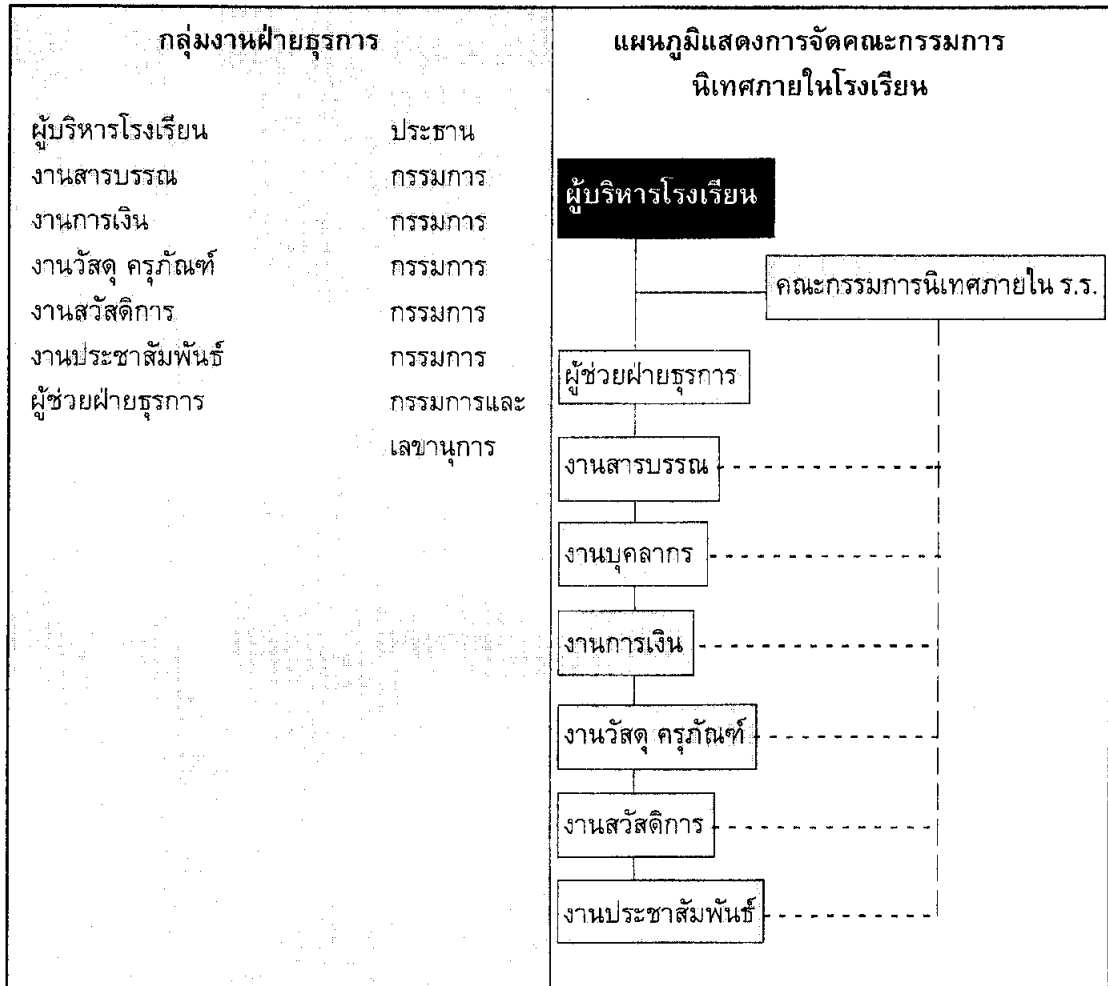 กลุ่มงานฝ่ายธุรการ
ผู้บริหารโรงเรียน ประธาน
งานสารบรรณ กรรมการ
งานการเงิน กรรมการ
งานวัสดุ ครุภัณฑ์ กรรมการ
งานสวัสดิการ กรรมการ
งานประชาสัมพันธ์ กรรมการ
ผู้ช่วยฝ่ายธุรการ กรรมการและ
เลขานุการ
แผนภูมิแสดงการจัดคณะกรรมการ
นิเทศภายในโรงเรียน
ผู้บริหารโรงเรียน
คณะกรรมการนิเทศภายใน ร.ร.
ผู้ช่วยฝ่ายธุรการ
งานสารบรรณ
งานบุคลากร
งานการเงิน
งานวัสดุ ครุภัณฑ์
งานสวัสดิการ
งานประชาสัมพันธ์